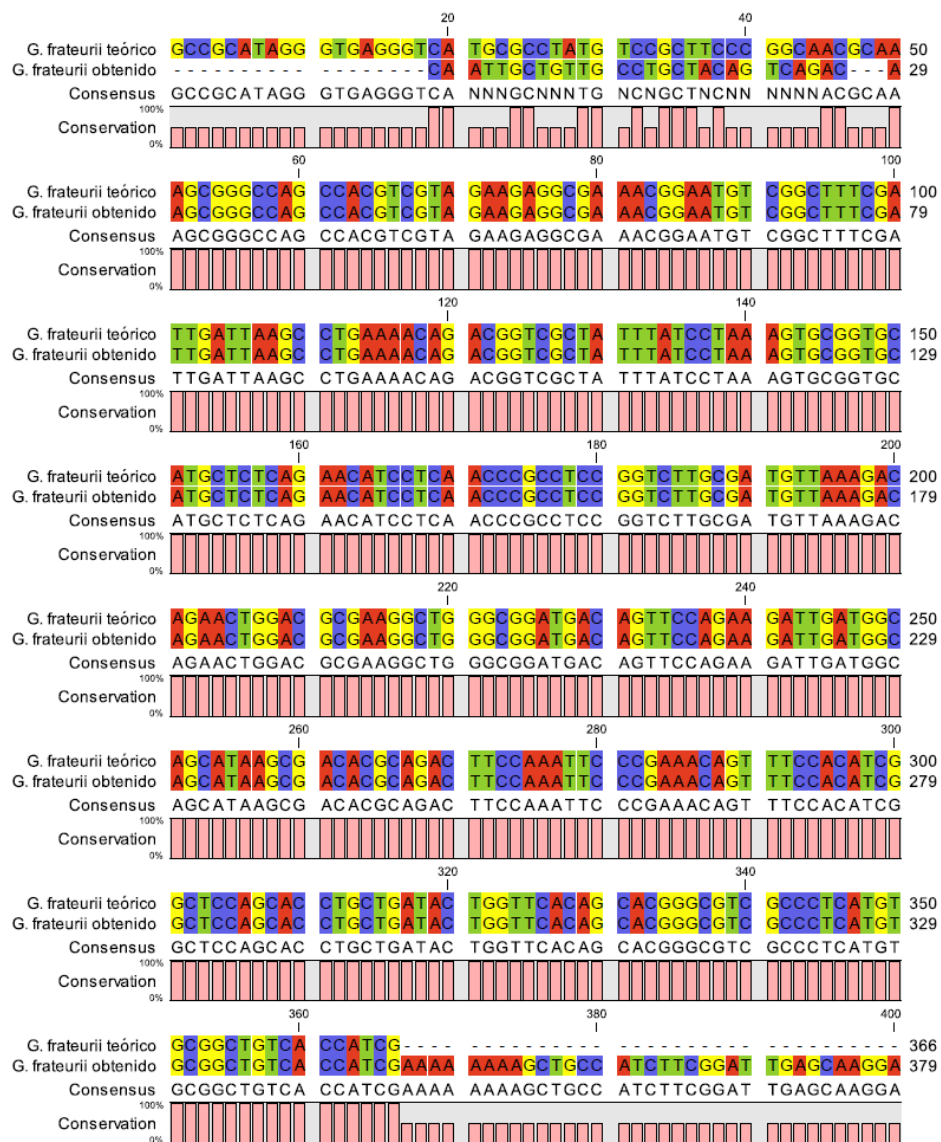 20 40
G. frateurii teórico GCCGCATAGG GTGAGGGTCA TGCGCCTATG TCCGCTTCCC GGCAACGCAA 50
G. frateurii obtenido - - - - - - - - - - - - - - - - - - CA ATTGCTGTTG CCTGCTACAG TCAGAC - - - A 29
Consensus GCCGCATAGG GTGAGGGTCA NNNGCNNNTG NCNGCTNCNN NNNNACGCAA
100%
Conservation
0%
60 80 100
G. frateurii teórico AGCGGGCCAG CCACGTCGTA GAAGAGGCGA AACGGAATGT CGGCTTTCGA 100
G. frateurii obtenido AGCGGGCCAG CCACGTCGTA GAAGAGGCGA AACGGAATGT CGGCTTTCGA 79
Consensus AGCGGGCCAG CCACGTCGTA GAAGAGGCGA AACGGAATGT CGGCTTTCGA
100%
Conservation
0%
120 140
G. frateurii teórico TTGATTAAGC CTGAAAACAG ACGGTCGCTA TTTATCCTAA AGTGCGGTGC 150
G. frateurii obtenido TTGATTAAGC CTGAAAACAG ACGGTCGCTA TTTATCCTAA AGTGCGGTGC 129
Consensus TTGATTAAGC CTGAAAACAG ACGGTCGCTA TTTATCCTAA AGTGCGGTGC
100%
Conservation
0%
160 180 200
G. frateurii teórico ATGCTCTCAG AACATCCTCA ACCCGCCTCC GGTCTTGCGA TGTTAAAGAC 200
G. frateurii obtenido ATGCTCTCAG AACATCCTCA ACCCGCCTCC GGTCTTGCGA TGTTAAAGAC 179
Consensus ATGCTCTCAG AACATCCTCA ACCCGCCTCC GGTCTTGCGA TGTTAAAGAC
100%
Conservation
0%
220 240
G. frateurii teórico AGAACTGGAC GCGAAGGCTG GGCGGATGAC AGTTCCAGAA GATTGATGGC 250
G. frateurii obtenido AGAACTGGAC GCGAAGGCTG GGCGGATGAC AGTTCCAGAA GATTGATGGC 229
Consensus AGAACTGGAC GCGAAGGCTG GGCGGATGAC AGTTCCAGAA GATTGATGGC
100%
Conservation
0%
260 280 300
G. frateurii teórico AGCATAAGCG ACACGCAGAC TTCCAAATTC CCGAAACAGT TTCCACATCG 300
G. frateurii obtenido AGCATAAGCG ACACGCAGAC TTCCAAATTC CCGAAACAGT TTCCACATCG 279
Consensus AGCATAAGCG ACACGCAGAC TTCCAAATTC CCGAAACAGT TTCCACATCG
100%
Conservation
0%
320 340
G. frateurii teórico GCTCCAGCAC CTGCTGATAC TGGTTCACAG CACGGGCGTC GCCCTCATGT 350
G. frateurii obtenido GCTCCAGCAC CTGCTGATAC TGGTTCACAG CACGGGCGTC GCCCTCATGT 329
Consensus GCTCCAGCAC CTGCTGATAC TGGTTCACAG CACGGGCGTC GCCCTCATGT
100%
Conservation
0%
360 380 400
G. frateurii teórico GCGGCTGTCA CCATCG - - - - - - - - - - - - - - - - - - - - - - - - - - - - - - - - - - 366
G. frateurii obtenido GCGGCTGTCA CCATCGAAAA AAAAGCTGCC ATCTTCGGAT TGAGCAAGGA 379
Consensus GCGGCTGTCA CCATCGAAAA AAAAGCTGCC ATCTTCGGAT TGAGCAAGGA
100%
Conservation
0%